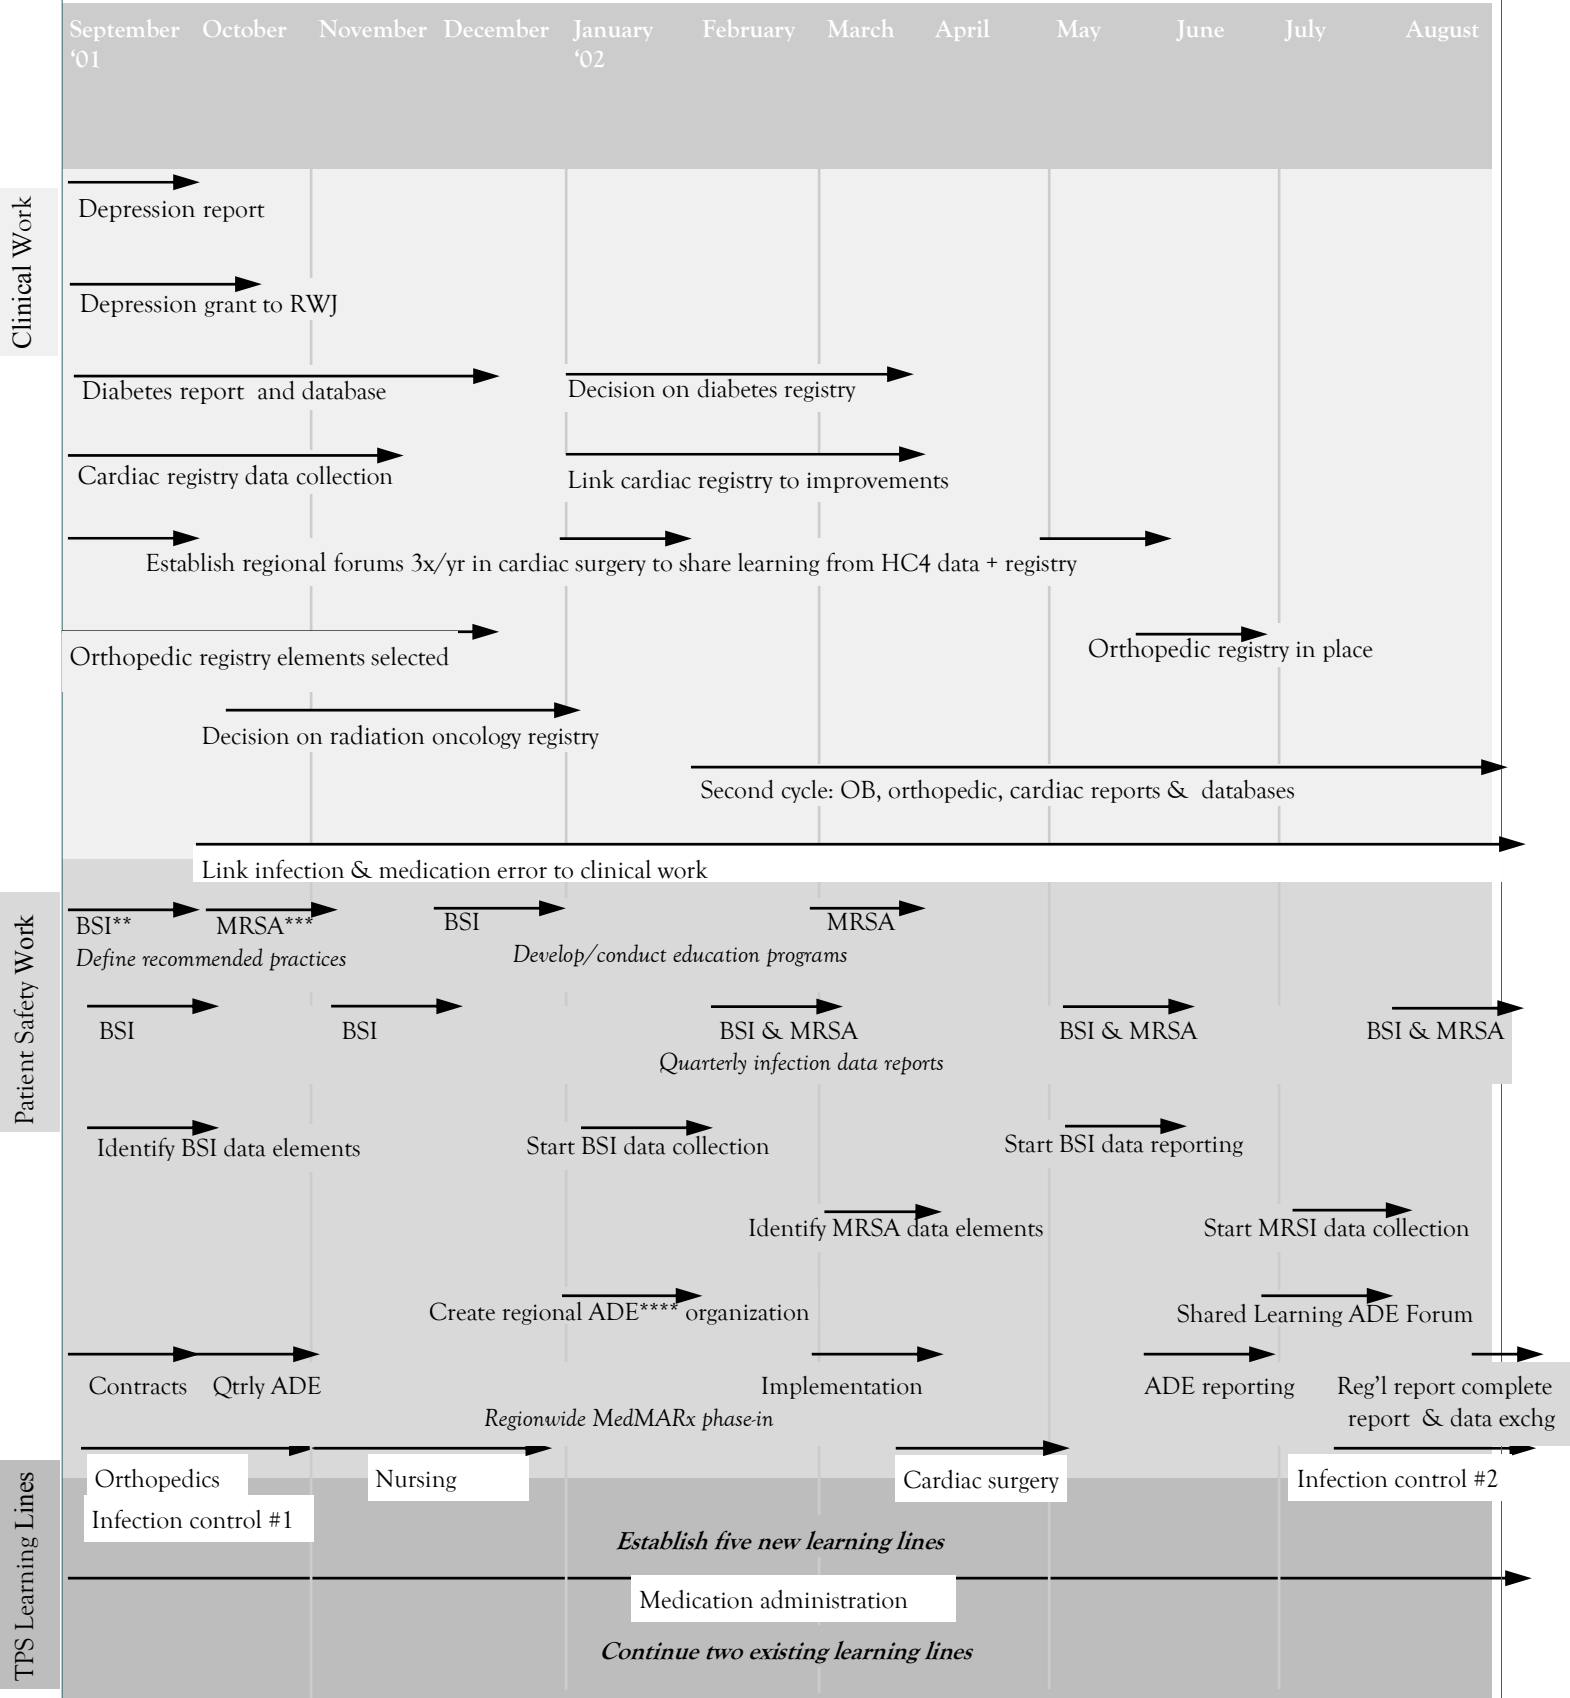 September October November December January February March April May June July August
‘01 ‘02
Clinical Work
Depression report
Depression grant to RWJ
Diabetes report and database
Decision on diabetes registry
Cardiac registry data collection
Link cardiac registry to improvements
Establish regional forums 3x/yr in cardiac surgery to share learning from HC4 data + registry
Orthopedic registry elements selected
Orthopedic registry in place
Decision on radiation oncology registry
Second cycle: OB, orthopedic, cardiac reports & databases
Link infection & medication error to clinical work
Patient Safety Work
BSI** MRSA*** BSI MRSA
Define recommended practices
Develop/conduct education programs
BSI BSI BSI & MRSA BSI & MRSA BSI & MRSA
Quarterly infection data reports
Identify BSI data elements
Start BSI data collection
Start BSI data reporting
Identify MRSA data elements
Start MRSI data collection
Create regional ADE**** organization
Shared Learning ADE Forum
Contracts Qtrly ADE Implementation ADE reporting Reg’l report complete
Regionwide MedMARx phase-in
report & data exchg
TPS Learning Lines
Orthopedics
Nursing
Cardiac surgery
Infection control #2
Infection control #1
Establish five new learning lines
Medication administration
Continue two existing learning lines